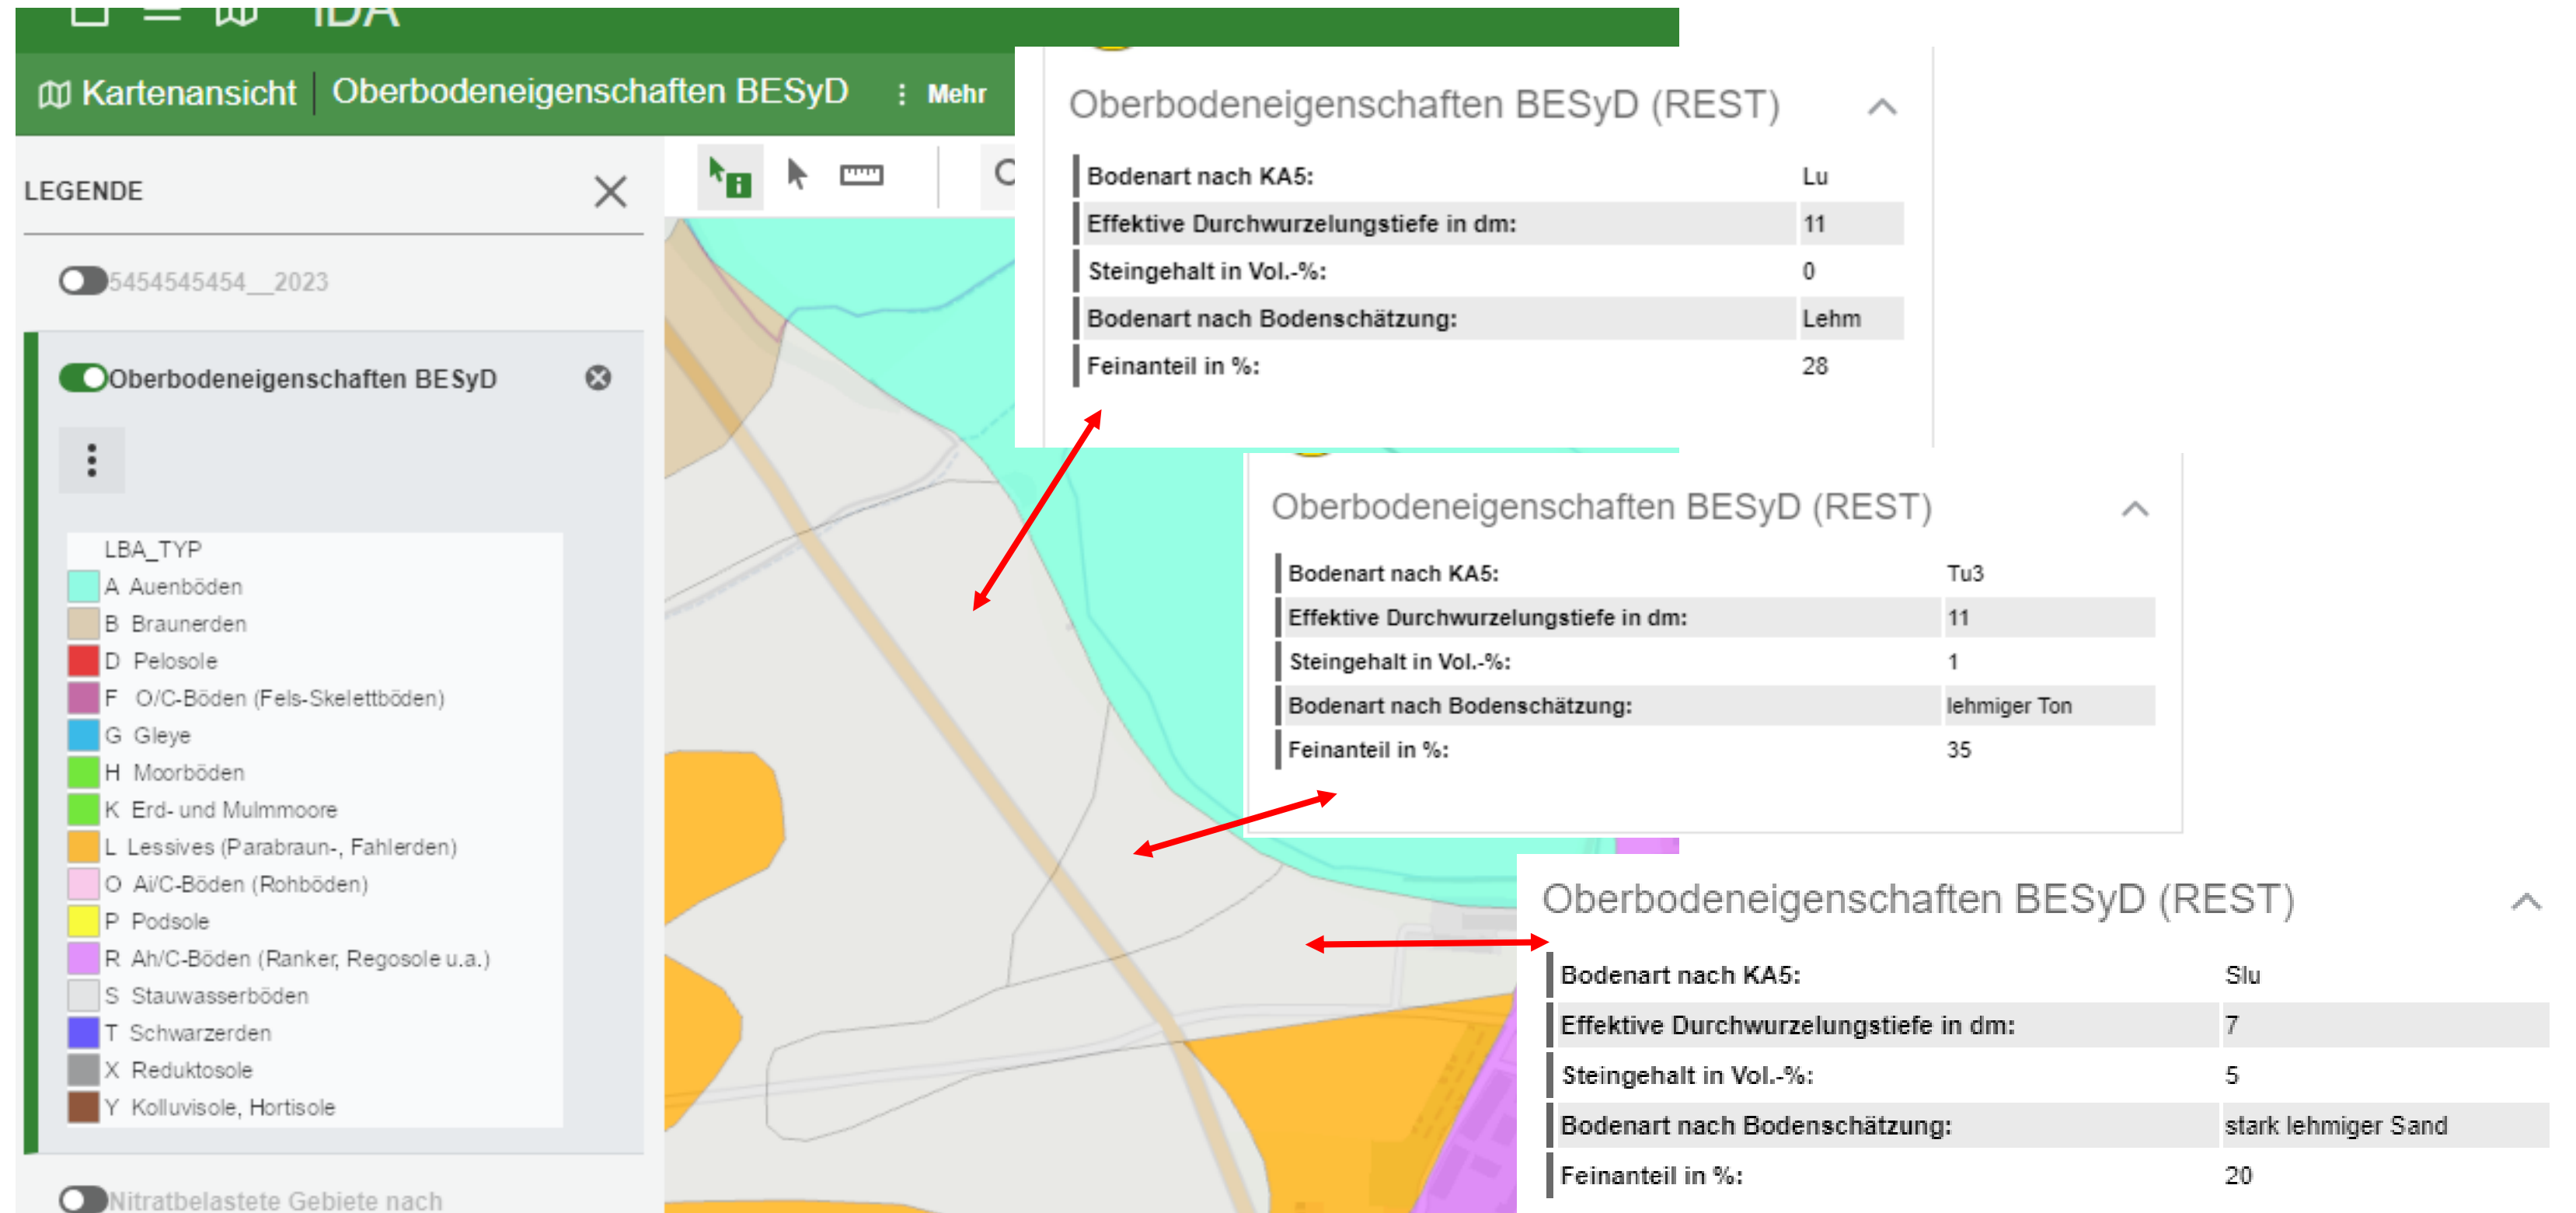 IDA
Kartenansicht Oberbodeneigenschaften BESyD Mehr
LEGENDE
5454545454__2023
Oberbodeneigenschaften BESyD
LBA_TYP
A Auenböden
B Braunerden
D Pelosole
F O/C-Böden (Fels-Skelettböden)
G Gleye
H Moorböden
K Erd- und Mulmmoore
L Lessives (Parabraun-, Fahlerden)
O Ai/C-Böden (Rohböden)
P Podsole
R Ah/C-Böden (Ranker, Regosole u.a.)
S Stauwasserböden
T Schwarzerden
X Reduktosole
Y Kolluvisole, Hortisole
Nitratbelastete Gebiete nach
Oberbodeneigenschaften BESyD (REST)
Bodenart nach KA5: Lu
Effektive Durchwurzelungstiefe in dm: 11
Steingehalt in Vol.-%: 0
Bodenart nach Bodenschätzung: Lehm
Feinanteil in %: 28
Oberbodeneigenschaften BESyD (REST)
Bodenart nach KA5: Tu3
Effektive Durchwurzelungstiefe in dm: 11
Steingehalt in Vol.-%: 1
Bodenart nach Bodenschätzung: lehmiger Ton
Feinanteil in %: 35
Oberbodeneigenschaften BESyD (REST)
Bodenart nach KA5: Slu
Effektive Durchwurzelungstiefe in dm: 7
Steingehalt in Vol.-%: 5
Bodenart nach Bodenschätzung: stark lehmiger Sand
Feinanteil in %: 20